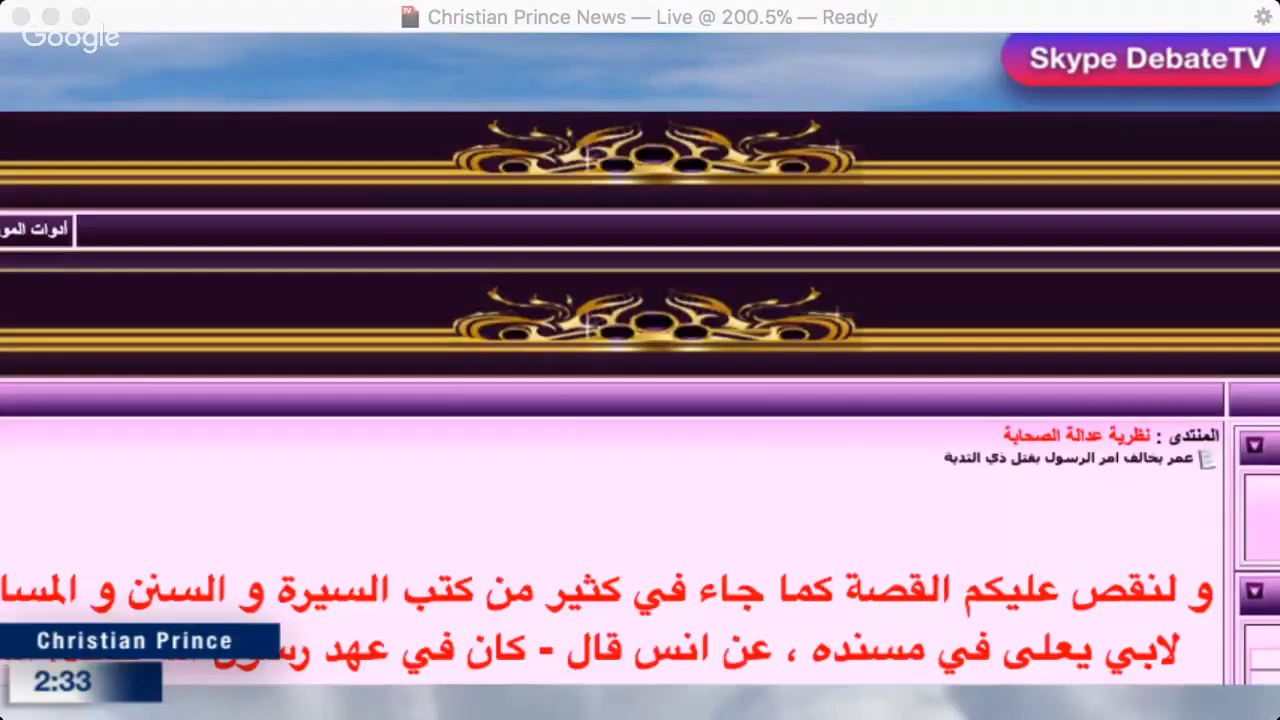 Christian Prince News — Live @ 200.5% — Ready
Google
Skype DebateTV
أدوات المو
المنتدى : نظرية عدالة الصحابة
عمر يخالف امر الرسول بقتل ذي الثدية
و لنقص عليكم القصة كما جاء في كثير من كتب السيرة و السنن و المسا
لابي يعلى في مسنده ، عن انس قال - كان في عهد
Christian Prince
2:33